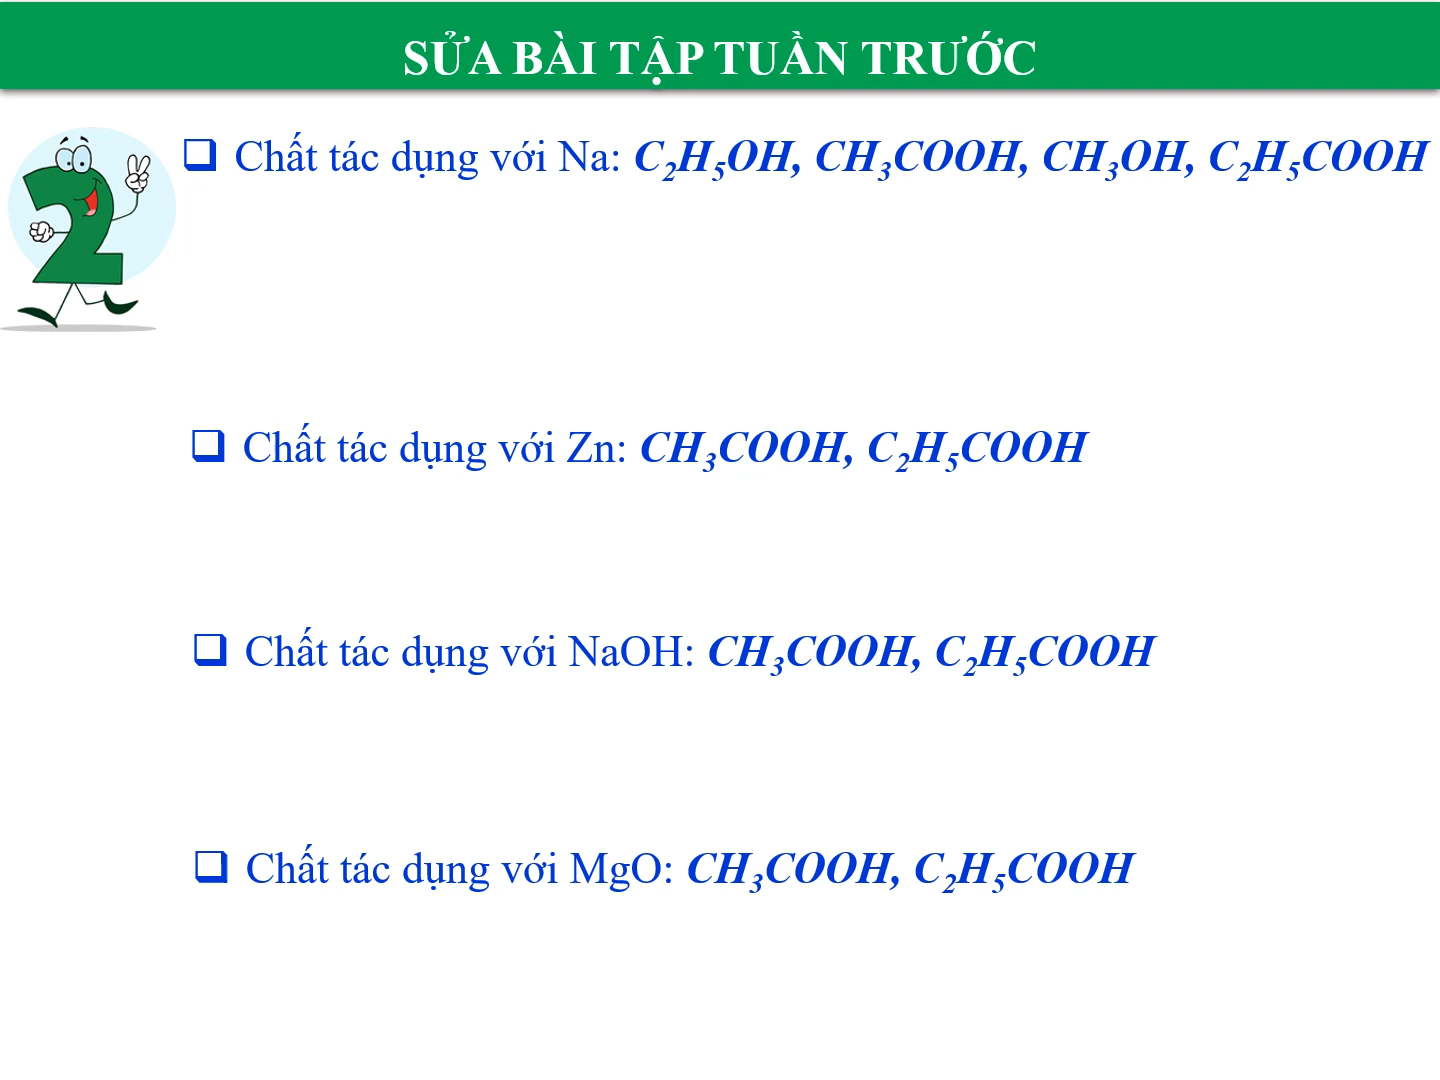 SỬA BÀI TẬP TUẦN TRƯỚC
2
❑ Chất tác dụng với Na: C₂H₅OH, CH₃COOH, CH₃OH, C₂H₅COOH
❑ Chất tác dụng với Zn: CH₃COOH, C₂H₅COOH
❑ Chất tác dụng với NaOH: CH₃COOH, C₂H₅COOH
❑ Chất tác dụng với MgO: CH₃COOH, C₂H₅COOH